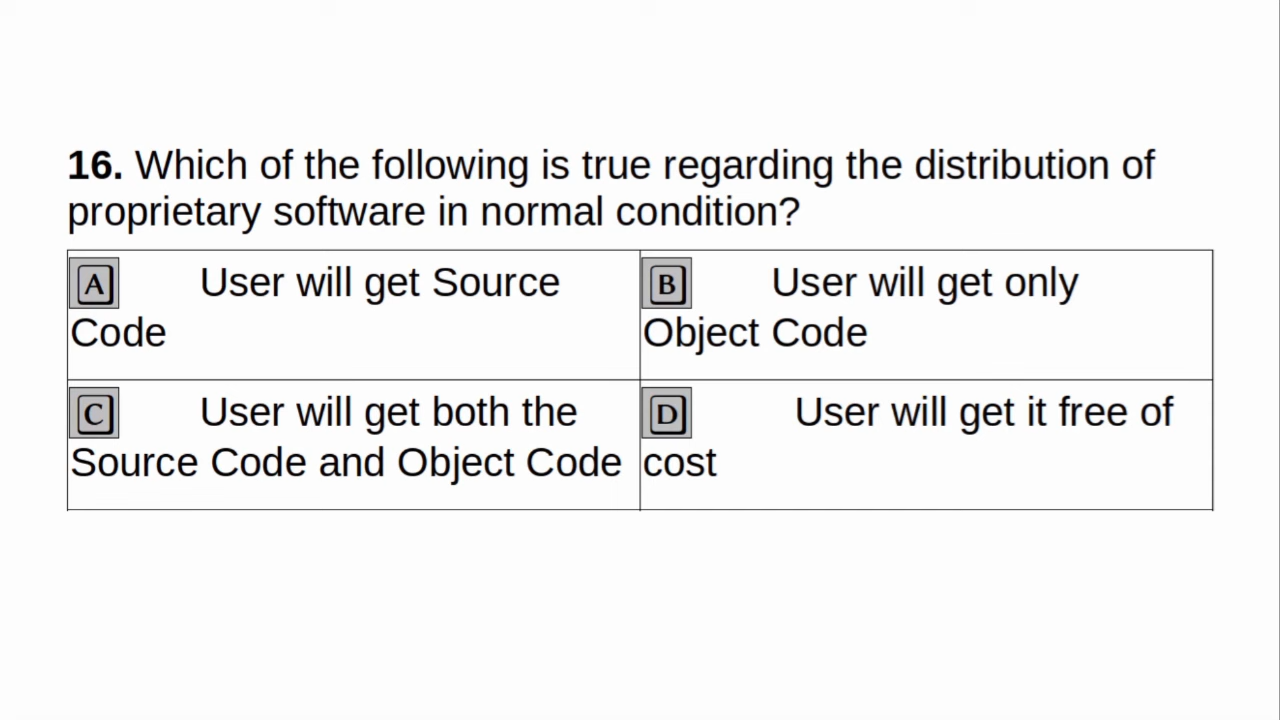 16. Which of the following is true regarding the distribution of
proprietary software in normal condition?
A User will get Source
Code
B User will get only
Object Code
C User will get both the
Source Code and Object Code
D User will get it free of
cost